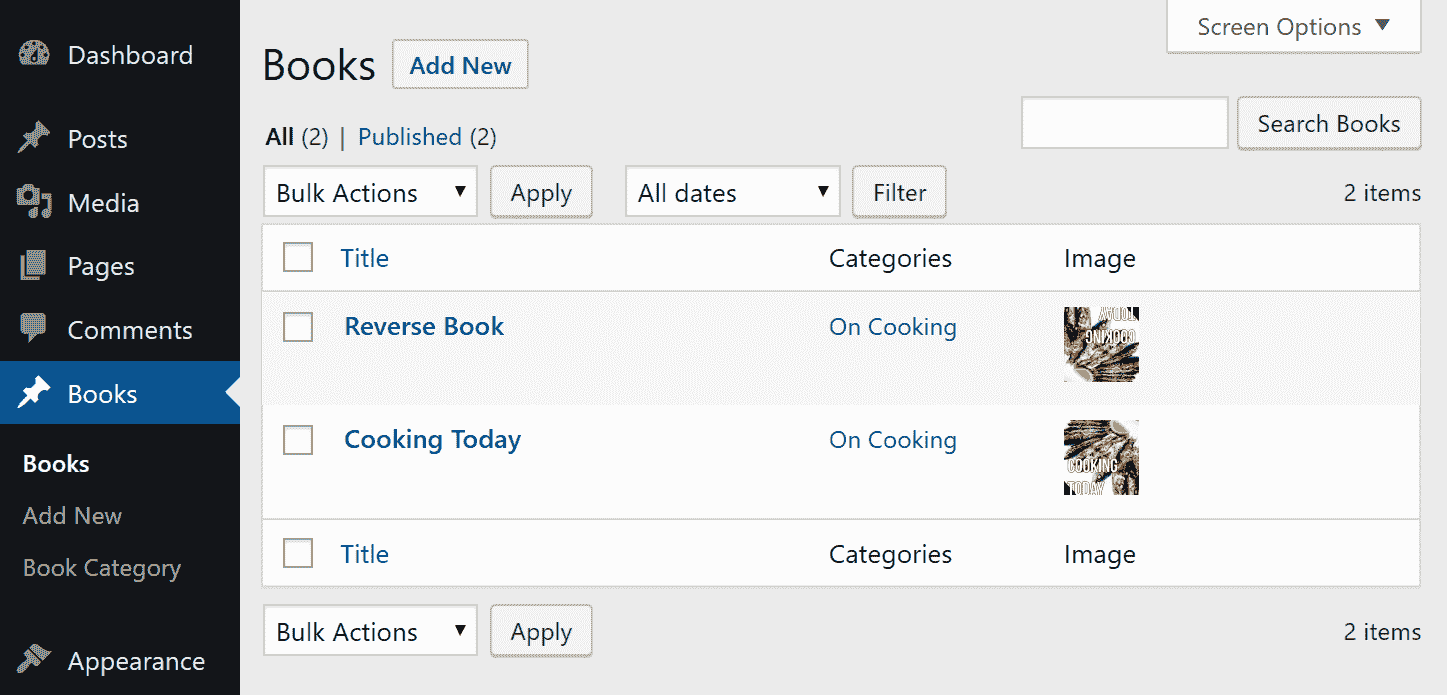 Dashboard
Posts
Media
Pages
Comments
Books
Books
Add New
Book Category
Appearance
Screen Options
Books Add New
All (2) | Published (2)
Search Books
Bulk Actions Apply All dates Filter 2 items
Title Categories Image
Reverse Book On Cooking
COOKING
TODAY
Cooking Today On Cooking
COOKING
TODAY
Title Categories Image
Bulk Actions Apply 2 items